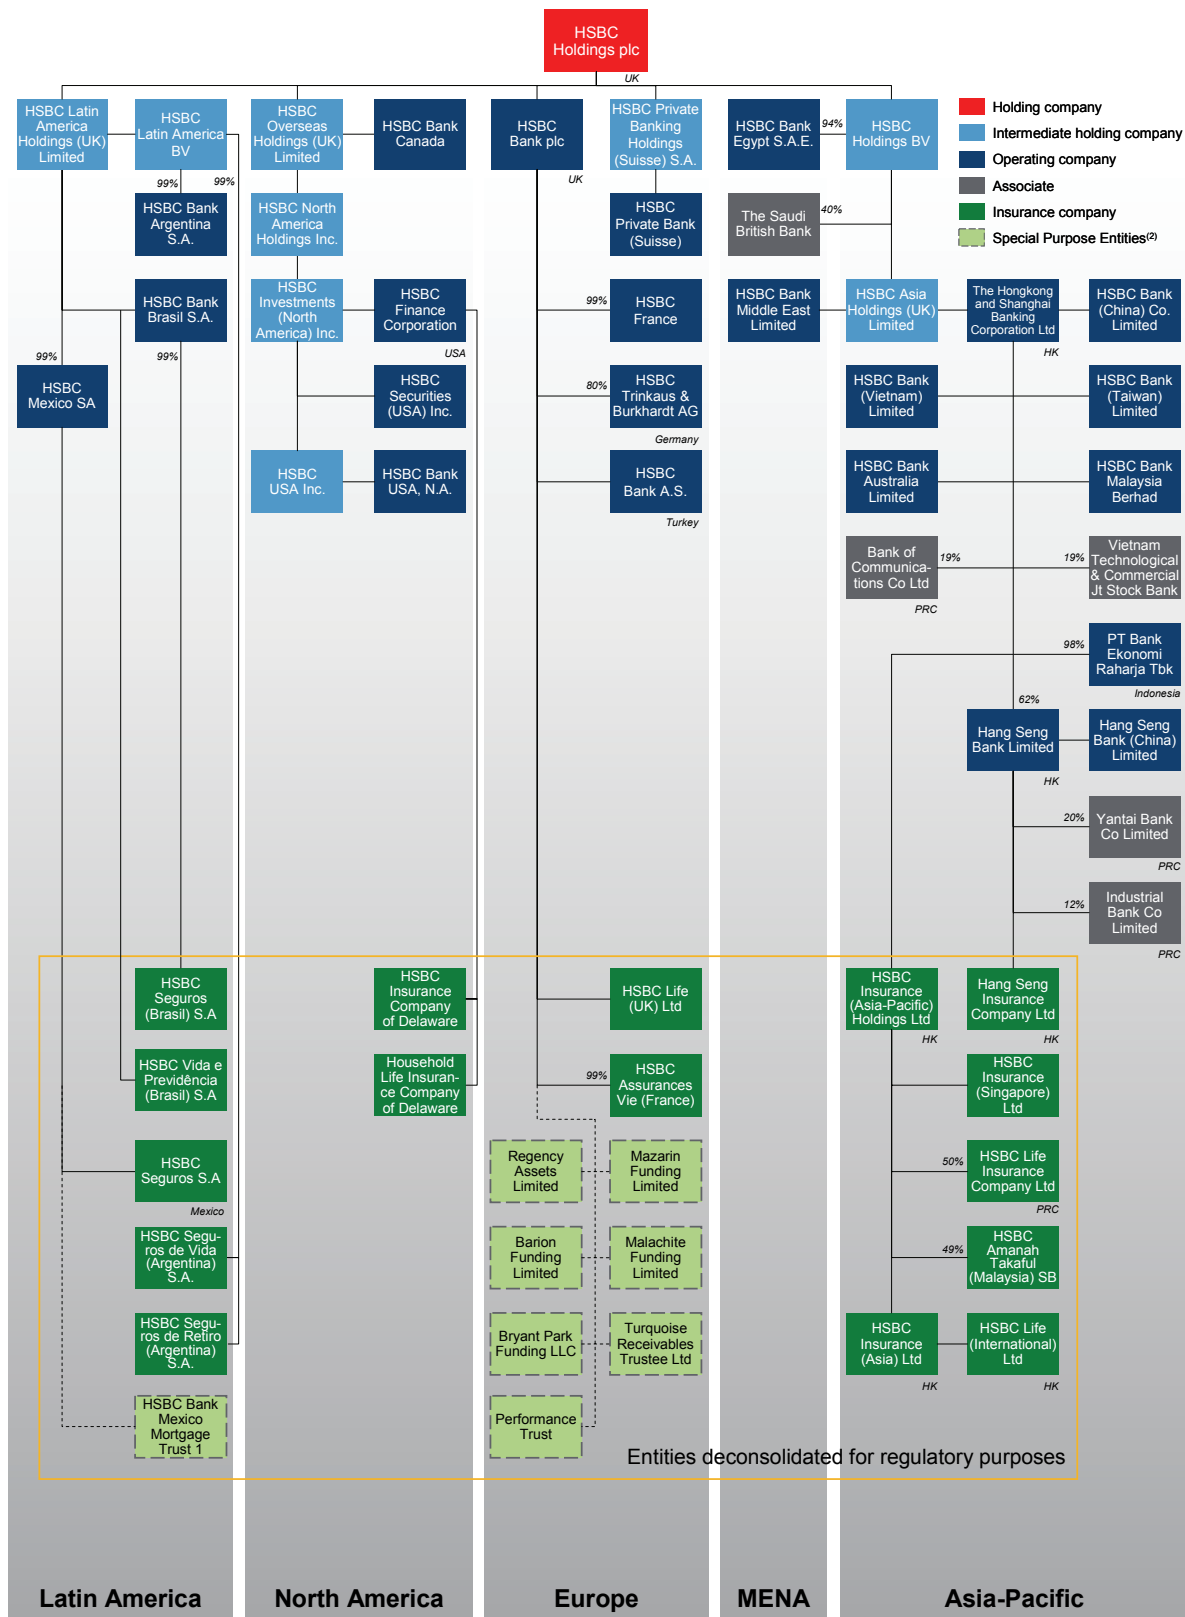 HSBC
Holdings plc
UK
HSBC Latin
America
Holdings (UK)
Limited
HSBC
Latin America
BV
HSBC
Overseas
Holdings (UK)
Limited
HSBC Bank
Canada
HSBC
Bank plc
UK
HSBC Private
Banking
Holdings
(Suisse) S.A.
HSBC Bank
Egypt S.A.E.
94%
HSBC
Holdings BV
Holding company
Intermediate holding company
Operating company
Associate
Insurance company
Special Purpose Entities(2)
99%
99%
HSBC Bank
Argentina
S.A.
HSBC North
America
Holdings Inc.
HSBC
Private Bank
(Suisse)
The Saudi
British Bank
40%
HSBC Bank
Brasil S.A.
HSBC
Investments
(North
America) Inc.
HSBC
Finance
Corporation
USA
99%
HSBC
France
HSBC Bank
Middle East
Limited
HSBC Asia
Holdings (UK)
Limited
The Hongkong
and Shanghai
Banking
Corporation Ltd
HK
HSBC Bank
(China) Co.
Limited
99%
99%
HSBC
Mexico SA
HSBC
Securities
(USA) Inc.
80%
HSBC
Trinkaus &
Burkhardt AG
Germany
HSBC Bank
(Vietnam)
Limited
HSBC Bank
(Taiwan)
Limited
HSBC
USA Inc.
HSBC Bank
USA, N.A.
HSBC
Bank A.S.
Turkey
HSBC Bank
Australia
Limited
HSBC Bank
Malaysia
Berhad
Bank of
Communica-
tions Co Ltd
19%
PRC
19%
Vietnam
Technological
& Commercial
Jt Stock Bank
98%
PT Bank
Ekonomi
Raharja Tbk
Indonesia
62%
Hang Seng
Bank Limited
HK
Hang Seng
Bank (China)
Limited
20%
Yantai Bank
Co Limited
PRC
12%
Industrial
Bank Co
Limited
PRC
HSBC
Seguros
(Brasil) S.A
HSBC
Insurance
Company
of Delaware
HSBC Life
(UK) Ltd
HSBC
Insurance
(Asia-Pacific)
Holdings Ltd
HK
Hang Seng
Insurance
Company Ltd
HK
HSBC Vida e
Previdência
(Brasil) S.A
Household
Life Insuran-
ce Company
of Delaware
99%
HSBC
Assurances
Vie (France)
HSBC
Insurance
(Singapore)
Ltd
HSBC
Seguros S.A
Mexico
Regency
Assets
Limited
Mazarin
Funding
Limited
50%
HSBC Life
Insurance
Company Ltd
PRC
HSBC Segu-
ros de Vida
(Argentina)
S.A.
Barion
Funding
Limited
Malachite
Funding
Limited
49%
HSBC
Amanah
Takaful
(Malaysia) SB
HSBC Segu-
ros de Retiro
(Argentina)
S.A.
Bryant Park
Funding LLC
Turquoise
Receivables
Trustee Ltd
HSBC
Insurance
(Asia) Ltd
HK
HSBC Life
(International)
Ltd
HK
HSBC Bank
Mexico
Mortgage
Trust 1
Performance
Trust
Entities deconsolidated for regulatory purposes
Latin America
North America
Europe
MENA
Asia-Pacific